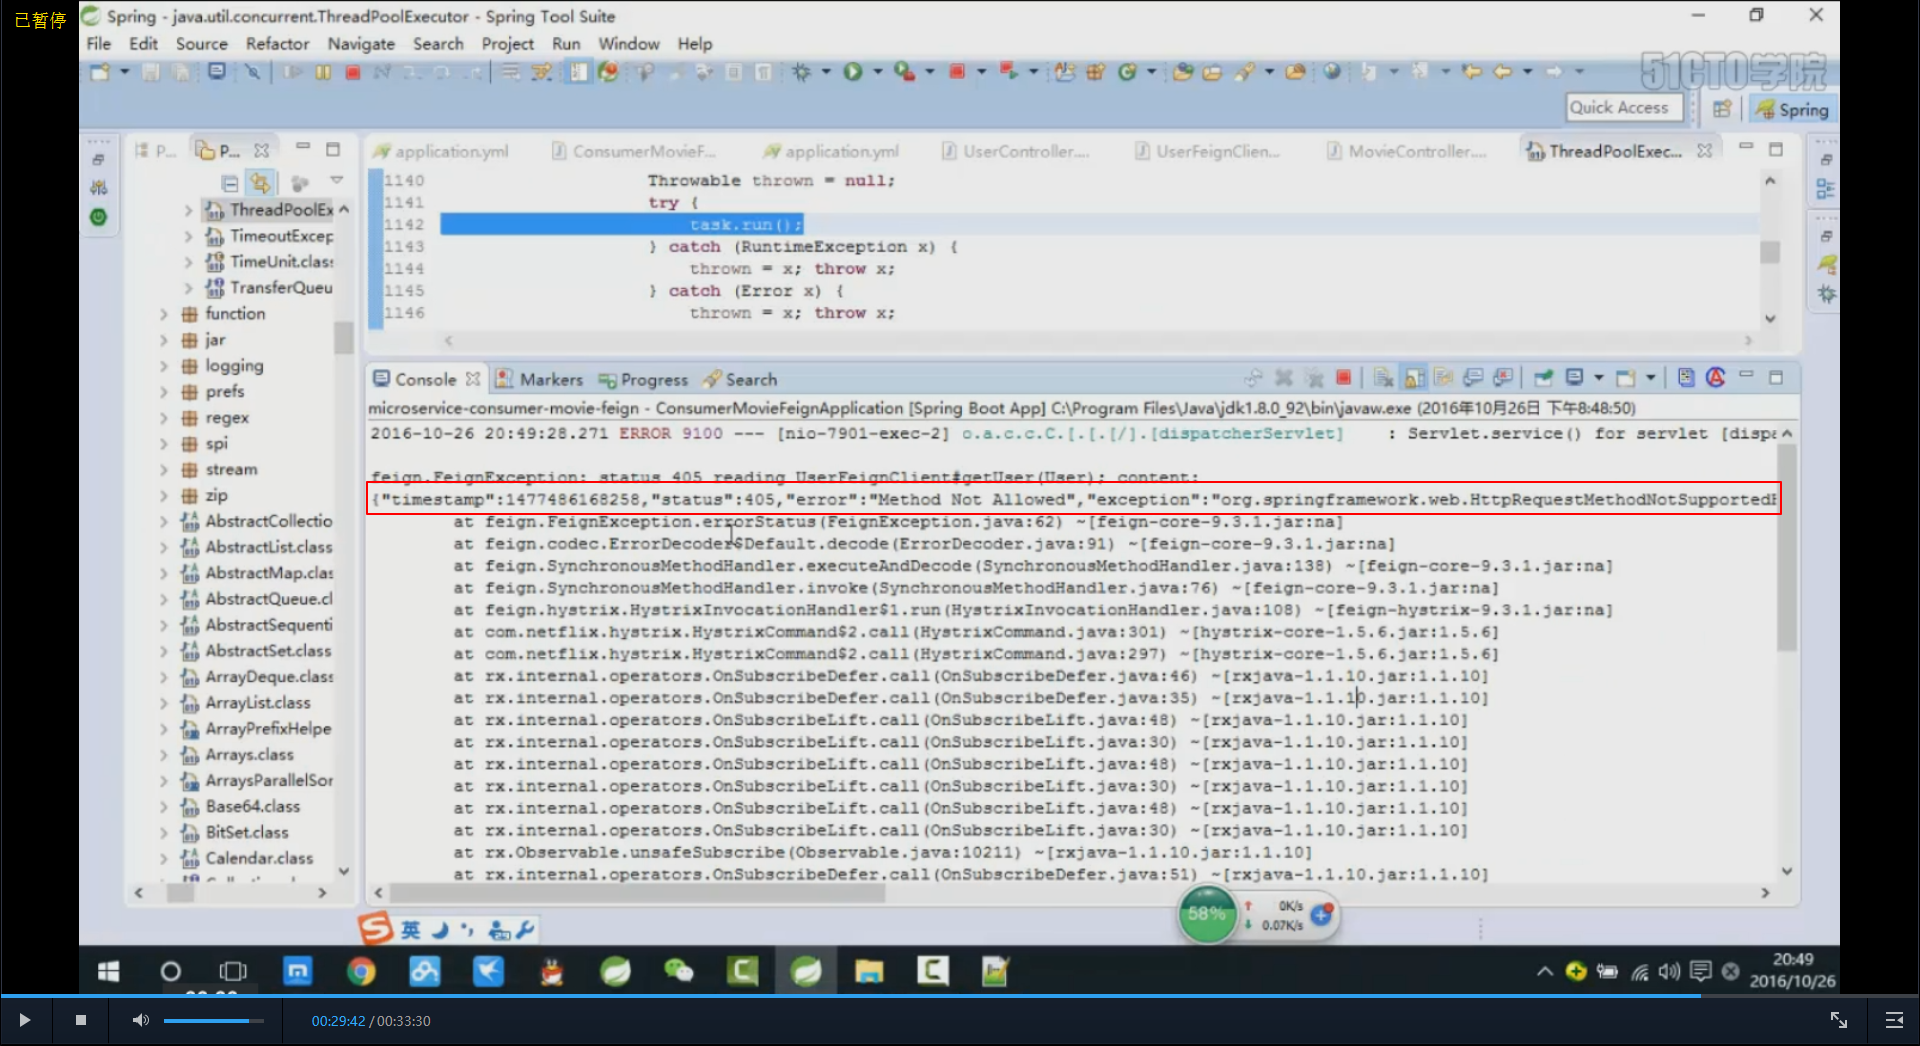 已暂停
Spring - java.util.concurrent.ThreadPoolExecutor - Spring Tool Suite
File Edit Source Refactor Navigate Search Project Run Window Help
51CTO学院
Quick Access
Spring
P...
P...
application.yml
ConsumerMovieF...
application.yml
UserController....
UserFeignClien...
MovieController....
ThreadPoolExec...
ThreadPoolEx
TimeoutExcep
TimeUnit.class
TransferQueu
function
jar
logging
prefs
regex
spi
stream
zip
AbstractCollectio
AbstractList.class
AbstractMap.clas
AbstractQueue.cl
AbstractSequenti
AbstractSet.class
ArrayDeque.class
ArrayList.class
ArrayPrefixHelpe
Arrays.class
ArraysParallelSor
Base64.class
BitSet.class
Calendar.class
1140 Throwable thrown = null;
1141 try {
1142 task.run();
1143 } catch (RuntimeException x) {
1144 thrown = x; throw x;
1145 } catch (Error x) {
1146 thrown = x; throw x;
Console Markers Progress Search
microservice-consumer-movie-feign - ConsumerMovieFeignApplication [Spring Boot App] C:\Program Files\Java\jdk1.8.0_92\bin\javaw.exe (2016年10月26日 下午8:48:50)
2016-10-26 20:49:28.271 ERROR 9100 --- [nio-7901-exec-2] o.a.c.c.C.[.[.[/].[dispatcherServlet] : Servlet.service() for servlet [dispa
feign.FeignException: status 405 reading UserFeignClient#getUser(User); content:
{"timestamp":1477486168258,"status":405,"error":"Method Not Allowed","exception":"org.springframework.web.HttpRequestMethodNotSupportedE
at feign.FeignException.errorStatus(FeignException.java:62) ~[feign-core-9.3.1.jar:na]
at feign.codec.ErrorDecoder$Default.decode(ErrorDecoder.java:91) ~[feign-core-9.3.1.jar:na]
at feign.SynchronousMethodHandler.executeAndDecode(SynchronousMethodHandler.java:138) ~[feign-core-9.3.1.jar:na]
at feign.SynchronousMethodHandler.invoke(SynchronousMethodHandler.java:76) ~[feign-core-9.3.1.jar:na]
at feign.hystrix.HystrixInvocationHandler$1.run(HystrixInvocationHandler.java:108) ~[feign-hystrix-9.3.1.jar:na]
at com.netflix.hystrix.HystrixCommand$2.call(HystrixCommand.java:301) ~[hystrix-core-1.5.6.jar:1.5.6]
at com.netflix.hystrix.HystrixCommand$2.call(HystrixCommand.java:297) ~[hystrix-core-1.5.6.jar:1.5.6]
at rx.internal.operators.OnSubscribeDefer.call(OnSubscribeDefer.java:46) ~[rxjava-1.1.10.jar:1.1.10]
at rx.internal.operators.OnSubscribeDefer.call(OnSubscribeDefer.java:35) ~[rxjava-1.1.10.jar:1.1.10]
at rx.internal.operators.OnSubscribeLift.call(OnSubscribeLift.java:48) ~[rxjava-1.1.10.jar:1.1.10]
at rx.internal.operators.OnSubscribeLift.call(OnSubscribeLift.java:30) ~[rxjava-1.1.10.jar:1.1.10]
at rx.internal.operators.OnSubscribeLift.call(OnSubscribeLift.java:48) ~[rxjava-1.1.10.jar:1.1.10]
at rx.internal.operators.OnSubscribeLift.call(OnSubscribeLift.java:30) ~[rxjava-1.1.10.jar:1.1.10]
at rx.internal.operators.OnSubscribeLift.call(OnSubscribeLift.java:48) ~[rxjava-1.1.10.jar:1.1.10]
at rx.internal.operators.OnSubscribeLift.call(OnSubscribeLift.java:30) ~[rxjava-1.1.10.jar:1.1.10]
at rx.Observable.unsafeSubscribe(Observable.java:10211) ~[rxjava-1.1.10.jar:1.1.10]
at rx.internal.operators.OnSubscribeDefer.call(OnSubscribeDefer.java:51) ~[rxjava-1.1.10.jar:1.1.10]
英
58%
0K/s
0.07K/s
20:49
2016/10/26
00:29:42/00:33:30